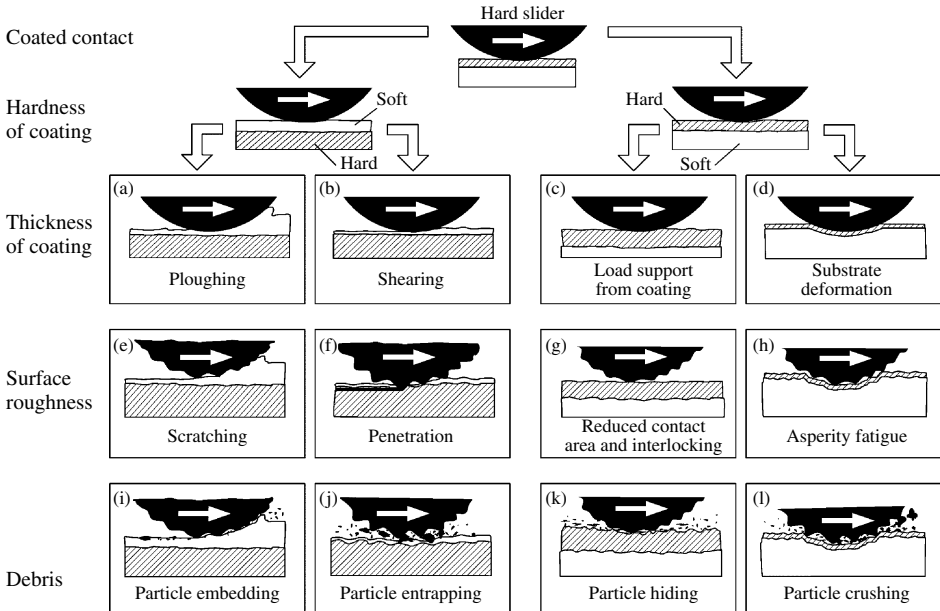 Hard slider
Coated contact
Hardness
of coating
Soft
Hard
Hard
Soft
Thickness
of coating
(a)
Ploughing
(b)
Shearing
(c)
Load support
from coating
(d)
Substrate
deformation
Surface
roughness
(e)
Scratching
(f)
Penetration
(g)
Reduced contact
area and interlocking
(h)
Asperity fatigue
Debris
(i)
Particle embedding
(j)
Particle entrapping
(k)
Particle hiding
(l)
Particle crushing